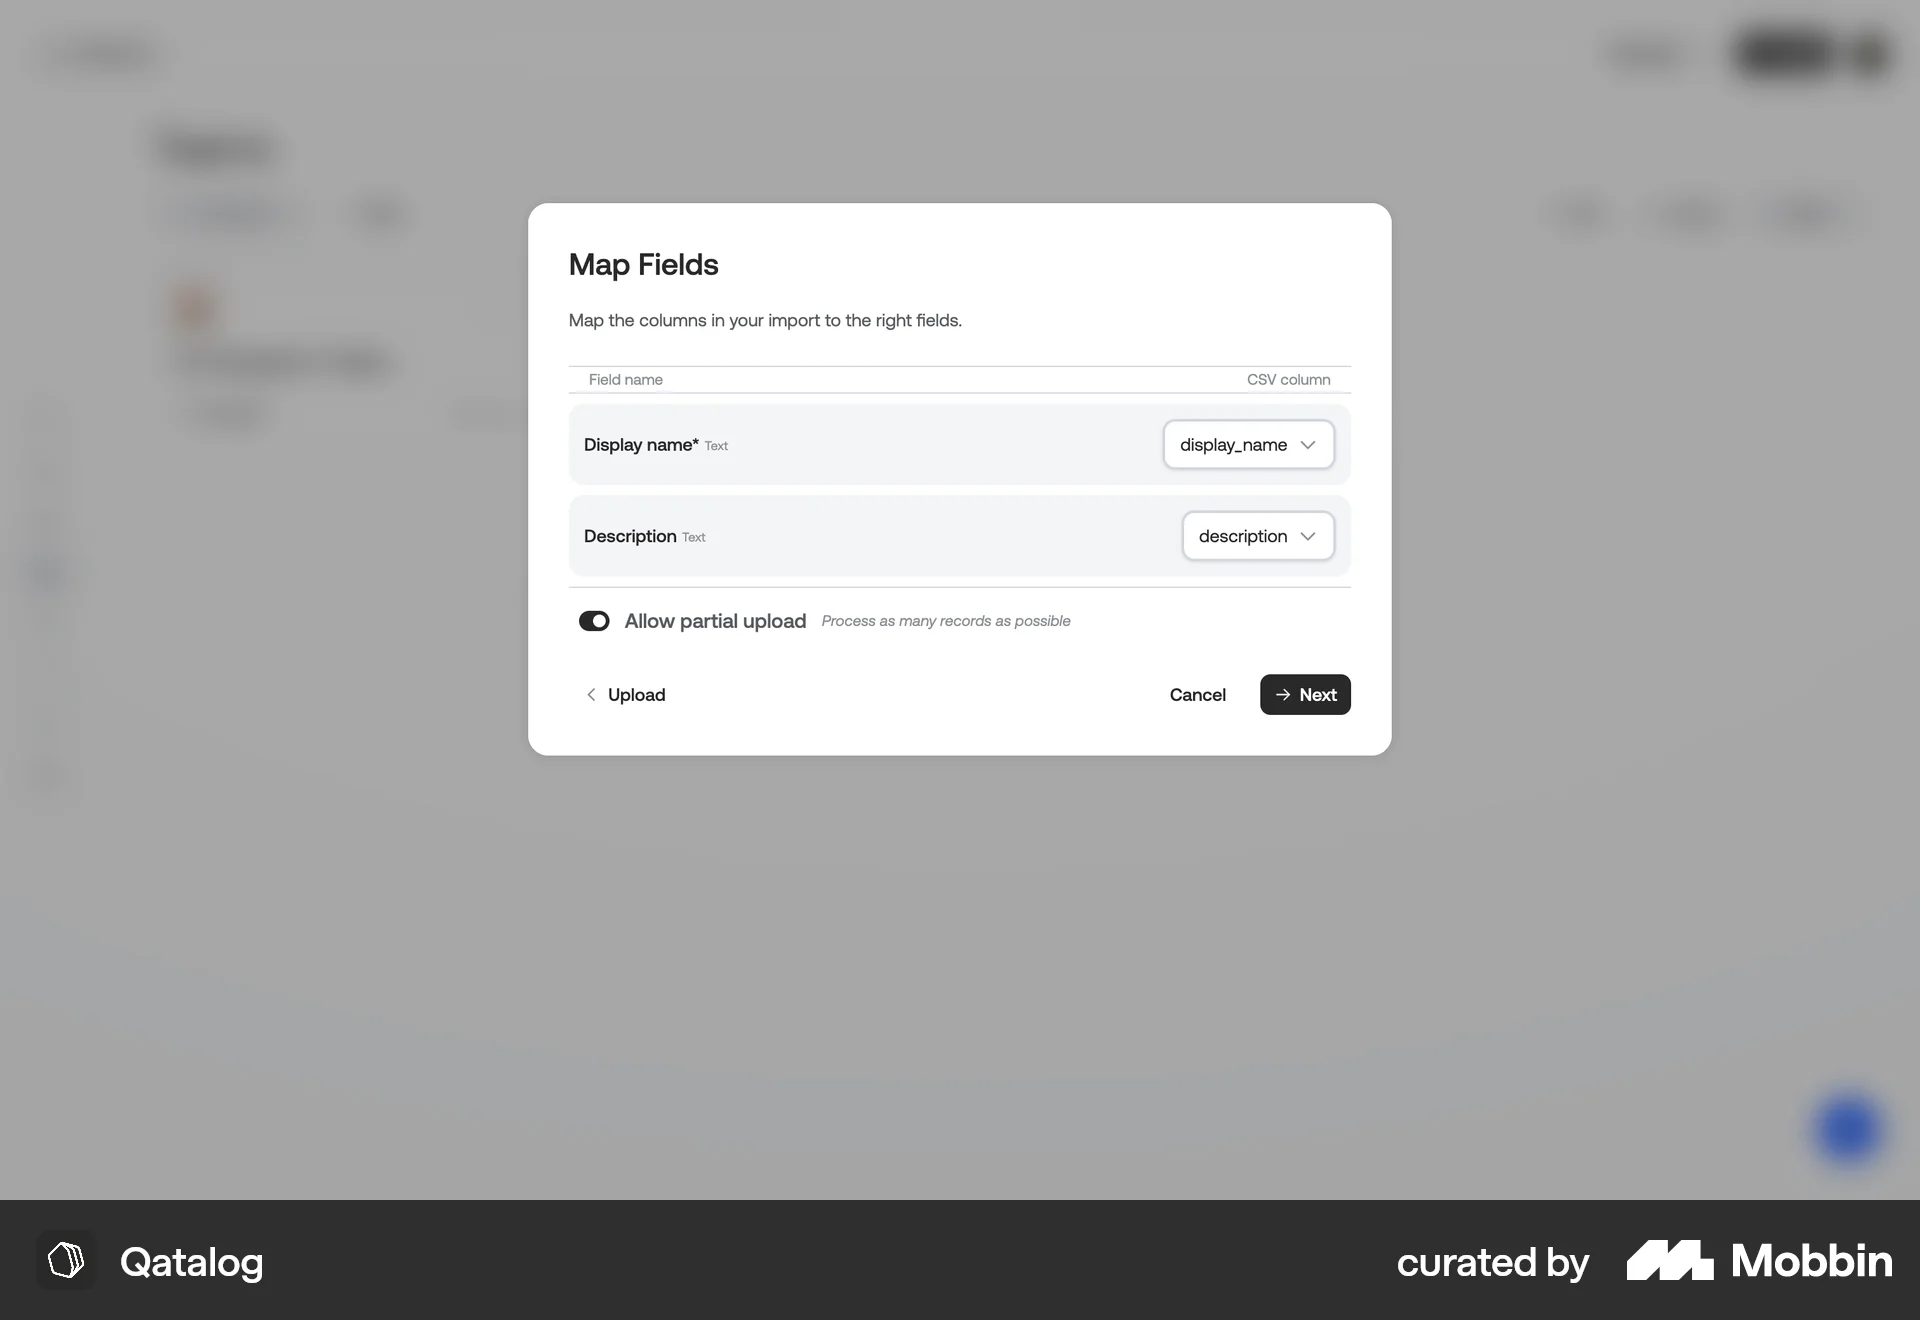 Map Fields
Map the columns in your import to the right fields.
Field name CSV column
Display name* Text display_name
Description Text description
Allow partial upload Process as many records as possible
Upload Cancel Next
Qatalog curated by Mobbin